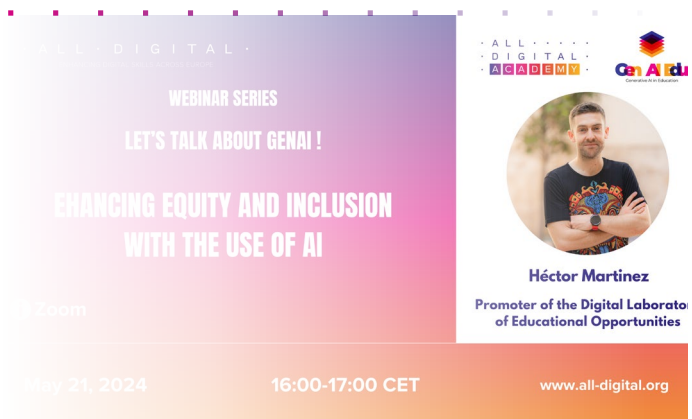 ALL · DIGITAL ·
WEBINAR SERIES
LET'S TALK ABOUT GENAI !
EHANCING EQUITY AND INCLUSION
WITH THE USE OF AI
Zoom
May 21, 2024
16:00-17:00 CET
www.all-digital.org
· ALL · · · · ·
· DIGITAL ·
· ACADEMY ·
Gen AI Edu
Generative AI in Education
Héctor Martinez
Promoter of the Digital Laborator
of Educational Opportunities